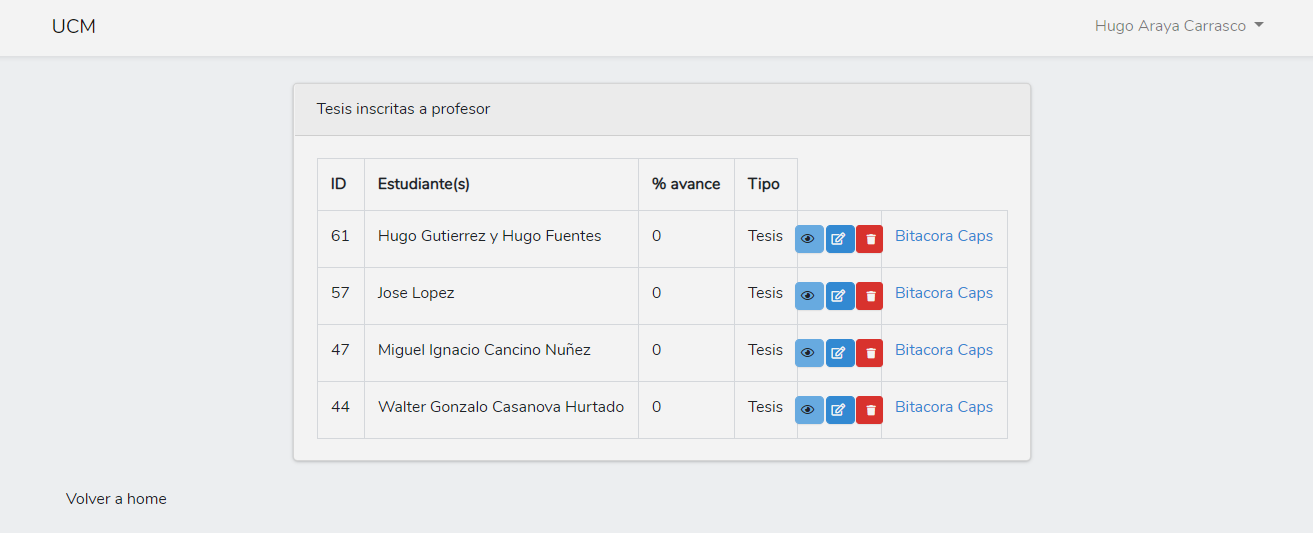 UCM Hugo Araya Carrasco
Tesis inscritas a profesor
ID Estudiante(s) % avance Tipo
61 Hugo Gutierrez y Hugo Fuentes 0 Tesis Bitacora Caps
57 Jose Lopez 0 Tesis Bitacora Caps
47 Miguel Ignacio Cancino Nuñez 0 Tesis Bitacora Caps
44 Walter Gonzalo Casanova Hurtado 0 Tesis Bitacora Caps
Volver a home